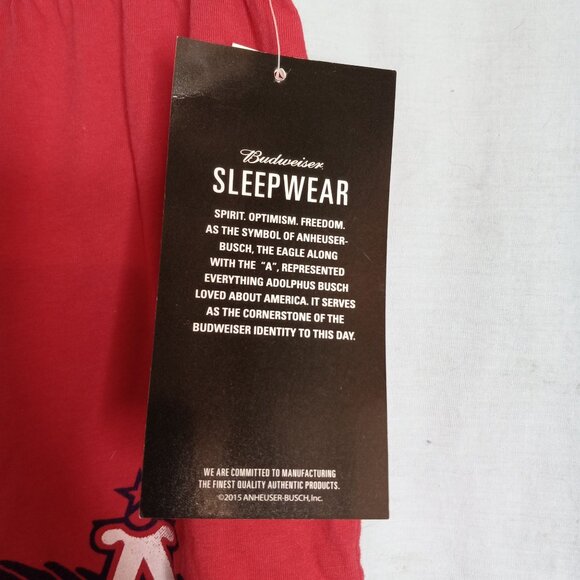 Budweiser
SLEEPWEAR
SPIRIT. OPTIMISM. FREEDOM.
AS THE SYMBOL OF ANHEUSER-
BUSCH, THE EAGLE ALONG
WITH THE "A", REPRESENTED
EVERYTHING ADOLPHUS BUSCH
LOVED ABOUT AMERICA. IT SERVES
AS THE CORNERSTONE OF THE
BUDWEISER IDENTITY TO THIS DAY.
WE ARE COMMITTED TO MANUFACTURING
THE FINEST QUALITY AUTHENTIC PRODUCTS.
©2015 ANHEUSER-BUSCH, Inc.
A